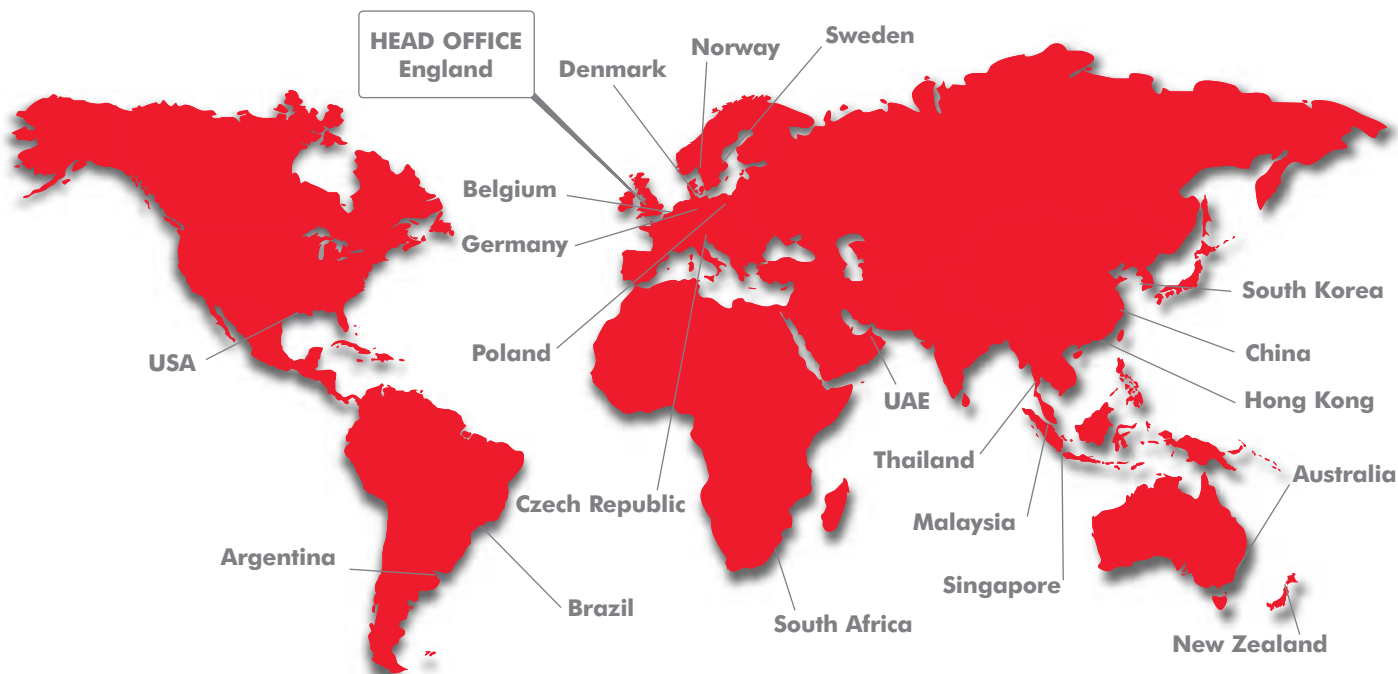 HEAD OFFICE
England
Sweden
Norway
Denmark
Belgium
Germany
South Korea
USA
Poland
China
UAE
Hong Kong
Thailand
Australia
Czech Republic
Malaysia
Argentina
Singapore
Brazil
South Africa
New Zealand